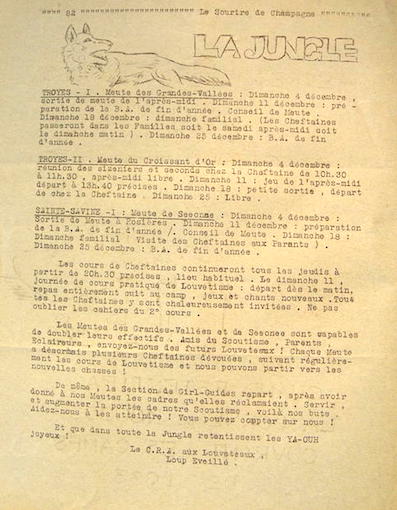 """" 82 """"""""""""""""""""""" Le Sourire de Champagne """"""""""
LA JUNGLE
TROYES - I . Meute des Grandes-Vallées : Dimanche 4 décembre ,
sortie de meute de l'après-midi . Dimanche 11 décembre : pré -
paration de la B.A. de fin d'année . Conseil de Meute .
Dimanche 18 décembre : dimanche familial . (Les Cheftaines
passeront dans les Familles soit le samedi après-midi soit
le dimanche matin ) . Dimanche 25 décembre : B.A. de fin
d'année .
TROYES-II . Meute du Croissant d'Or ; Dimanche 4 décembre :
réunion des sizeniers et seconds chez la Cheftaine de 10h.30
à 11h.30 , après-midi libre . Dimanche 11 : jeu de l'après-midi
départ à 13h.40 précises . Dimanche 18 : petite sortie , départ
de chez la Cheftaine . Dimanche 25 : Libre .
SAINTE-SAVINE -I : Meute de Seeonee : Dimanche 4 décembre :
Sortie de Meute à Rosières . Dimanche 11 décembre : préparation
de la B.A. de fin d'année . Conseil de Meute - Dimanche 18 :
Dimanche familial Visite des Cheftaines aux Parants ) .
Dimanche 25 décembre : B.A. de fin d'année .
Les cours de Cheftaines continueront tous les jeudis à
partir de 20h.30 précises , lieu habituel . Le dimanche 11 ,
journée de cours pratique de Louvetisme : départ dès le matin,
repas entièrement cuit au camp , jeux et chants nouveaux .Tou
tes les Cheftaines y sont chaleureusement invitées . Ne pas
oublier les cahiers du 2° cours .
Les Meutes des Grandes-Vallées et de Seeonee sont capables
de doubler leurs effectifs . Amis du Scoutisme , Parents ,
Eclaireurs , envoyez-nous des futurs Louveteaux ! Chaque Meute
a désormais plusieurs Cheftaines dévouées , suivant régulière-
ment les cours de Louvetisme et nous pouvons partir vers les
nouvelles chasses !
De même , la Section de Girl-Guides repart , après avoir
donné à nos Meutes les cadres qu'elles réclamaient . Servir ,
et augmenter la portée de notre Scoutisme , voilà nos buts .
Aidez-nous à les atteindre ! Vous pouvez compter sur nous !
Et que dans toute la Jungle retentissent les YA-OUH
joyeux !
Le C.R.A. aux Louveteaux .
Loup Eveillé .